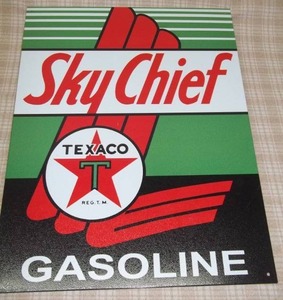 Sky Chief
TEXACO
T
REG. T. M.
GASOLINE